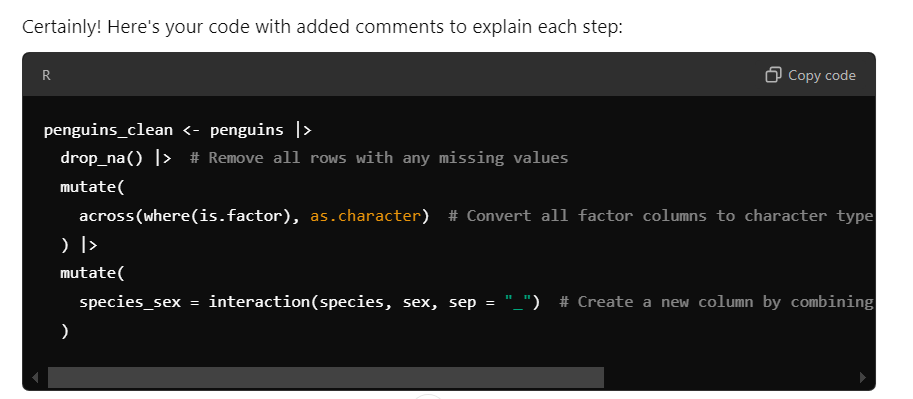 Certainly! Here's your code with added comments to explain each step:
R
Copy code
penguins_clean <- penguins |>
  drop_na() |>  # Remove all rows with any missing values
  mutate(
    across(where(is.factor), as.character)  # Convert all factor columns to character type
  ) |>
  mutate(
    species_sex = interaction(species, sex, sep = "_")  # Create a new column by combining
  )